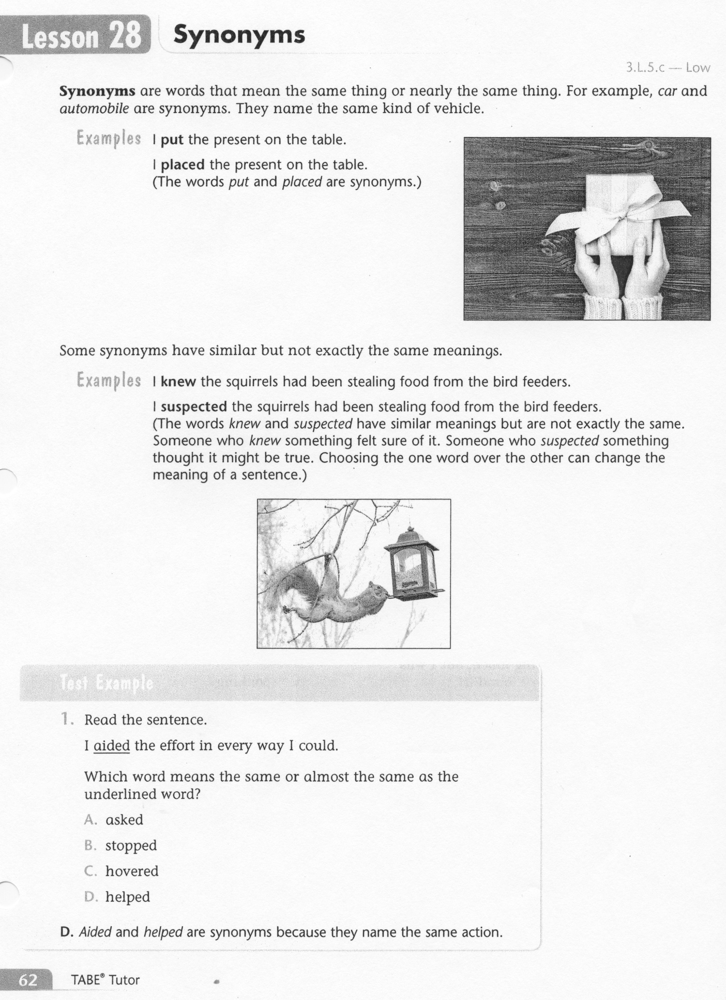 Lesson 28 Synonyms
3.L.5.c — Low
Synonyms are words that mean the same thing or nearly the same thing. For example, car and
automobile are synonyms. They name the same kind of vehicle.
Examples I put the present on the table.
I placed the present on the table.
(The words put and placed are synonyms.)
Some synonyms have similar but not exactly the same meanings.
Examples I knew the squirrels had been stealing food from the bird feeders.
I suspected the squirrels had been stealing food from the bird feeders.
(The words knew and suspected have similar meanings but are not exactly the same.
Someone who knew something felt sure of it. Someone who suspected something
thought it might be true. Choosing the one word over the other can change the
meaning of a sentence.)
Test Example
1. Read the sentence.
I aided the effort in every way I could.
Which word means the same or almost the same as the
underlined word?
A. asked
B. stopped
C. hovered
D. helped
D. Aided and helped are synonyms because they name the same action.
62 TABE® Tutor